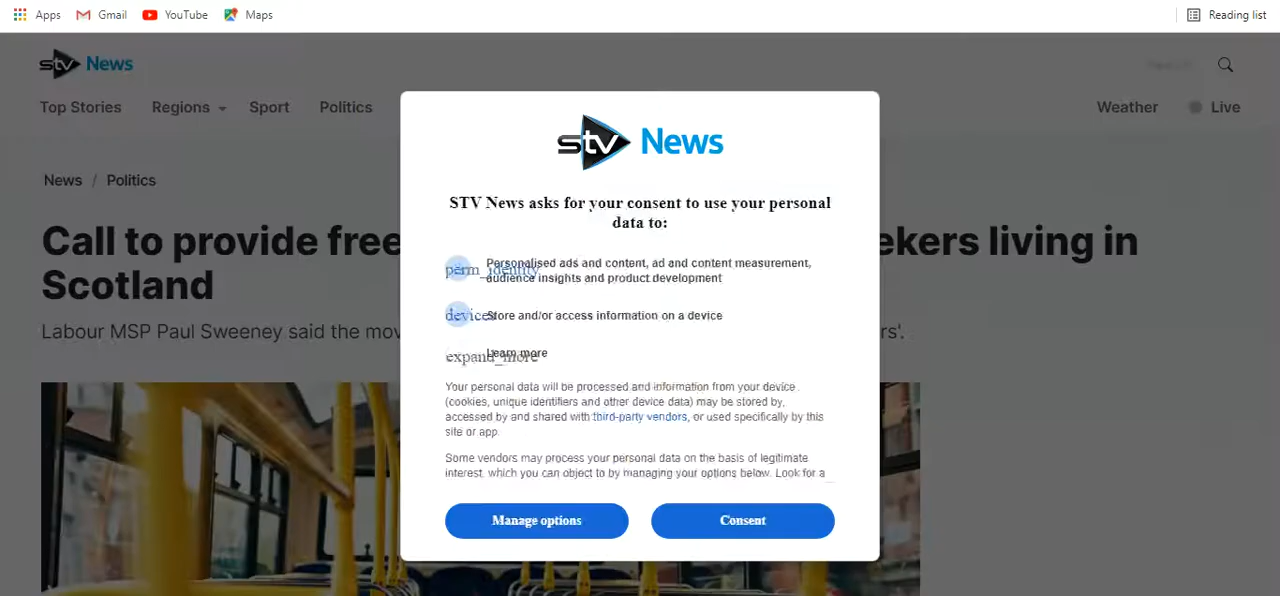 Apps Gmail YouTube Maps Reading list
stv News
Top Stories Regions Sport Politics Weather Live
stv News
News / Politics
STV News asks for your consent to use your personal
data to:
Call to provide free ekers living in
Scotland
perm_identity
Personalised ads and content, ad and content measurement,
audience insights and product development
devices
Store and/or access information on a device
Labour MSP Paul Sweeney said the mov rs'.
expand_more
Learn more
Your personal data will be processed and information from your device
(cookies, unique identifiers and other device data) may be stored by,
accessed by and shared with third-party vendors, or used specifically by this
site or app.
Some vendors may process your personal data on the basis of legitimate
interest, which you can object to by managing your options below. Look for a
Manage options Consent